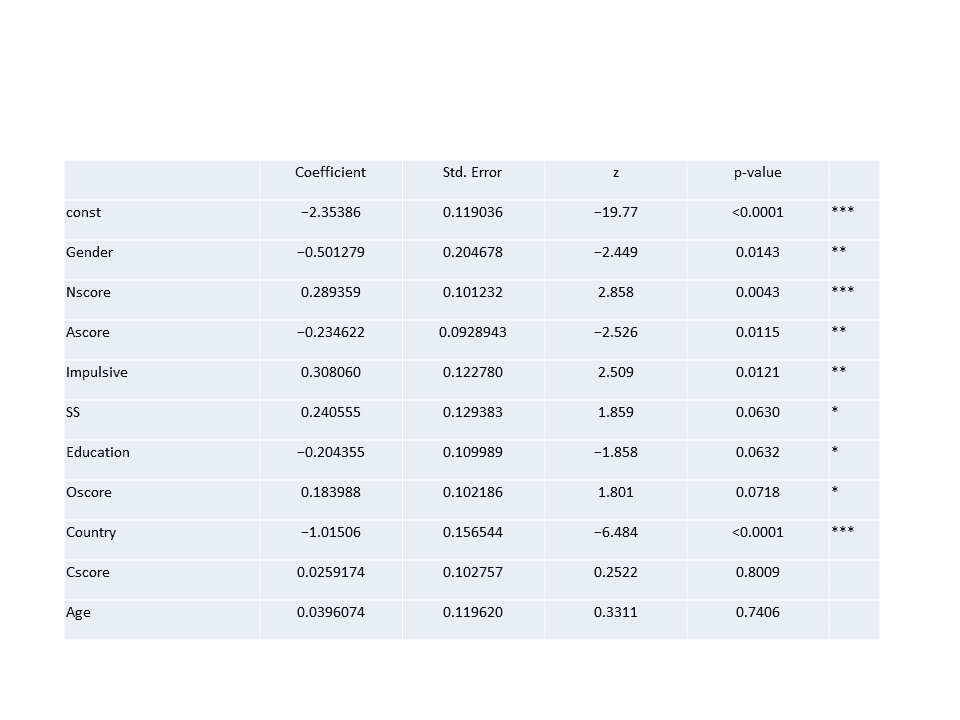 Coefficient Std. Error z p-value
const −2.35386 0.119036 −19.77 <0.0001 ***
Gender −0.501279 0.204678 −2.449 0.0143 **
Nscore 0.289359 0.101232 2.858 0.0043 ***
Ascore −0.234622 0.0928943 −2.526 0.0115 **
Impulsive 0.308060 0.122780 2.509 0.0121 **
SS 0.240555 0.129383 1.859 0.0630 *
Education −0.204355 0.109989 −1.858 0.0632 *
Oscore 0.183988 0.102186 1.801 0.0718 *
Country −1.01506 0.156544 −6.484 <0.0001 ***
Cscore 0.0259174 0.102757 0.2522 0.8009
Age 0.0396074 0.119620 0.3311 0.7406